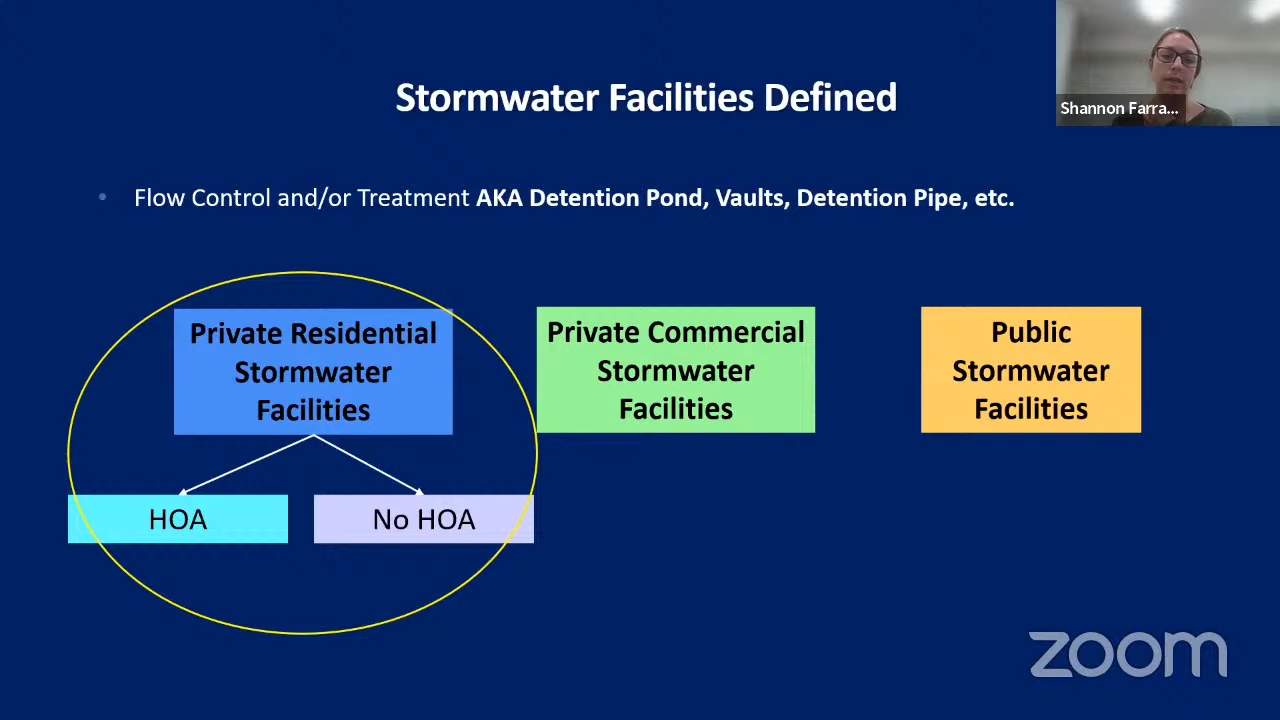 Stormwater Facilities Defined
Shannon Farra...
• Flow Control and/or Treatment AKA Detention Pond, Vaults, Detention Pipe, etc.
Private Residential
Stormwater
Facilities
Private Commercial
Stormwater
Facilities
Public
Stormwater
Facilities
HOA
No HOA
zoom